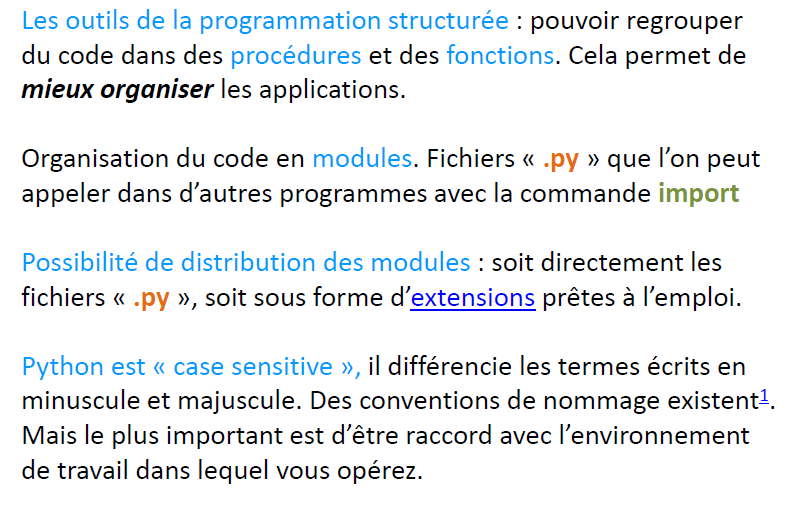 Les outils de la programmation structurée : pouvoir regrouper
du code dans des procédures et des fonctions. Cela permet de
mieux organiser les applications.
Organisation du code en modules. Fichiers « .py » que l’on peut
appeler dans d’autres programmes avec la commande import
Possibilité de distribution des modules : soit directement les
fichiers « .py », soit sous forme d’extensions prêtes à l’emploi.
Python est « case sensitive », il différencie les termes écrits en
minuscule et majuscule. Des conventions de nommage existent1.
Mais le plus important est d’être raccord avec l’environnement
de travail dans lequel vous opérez.